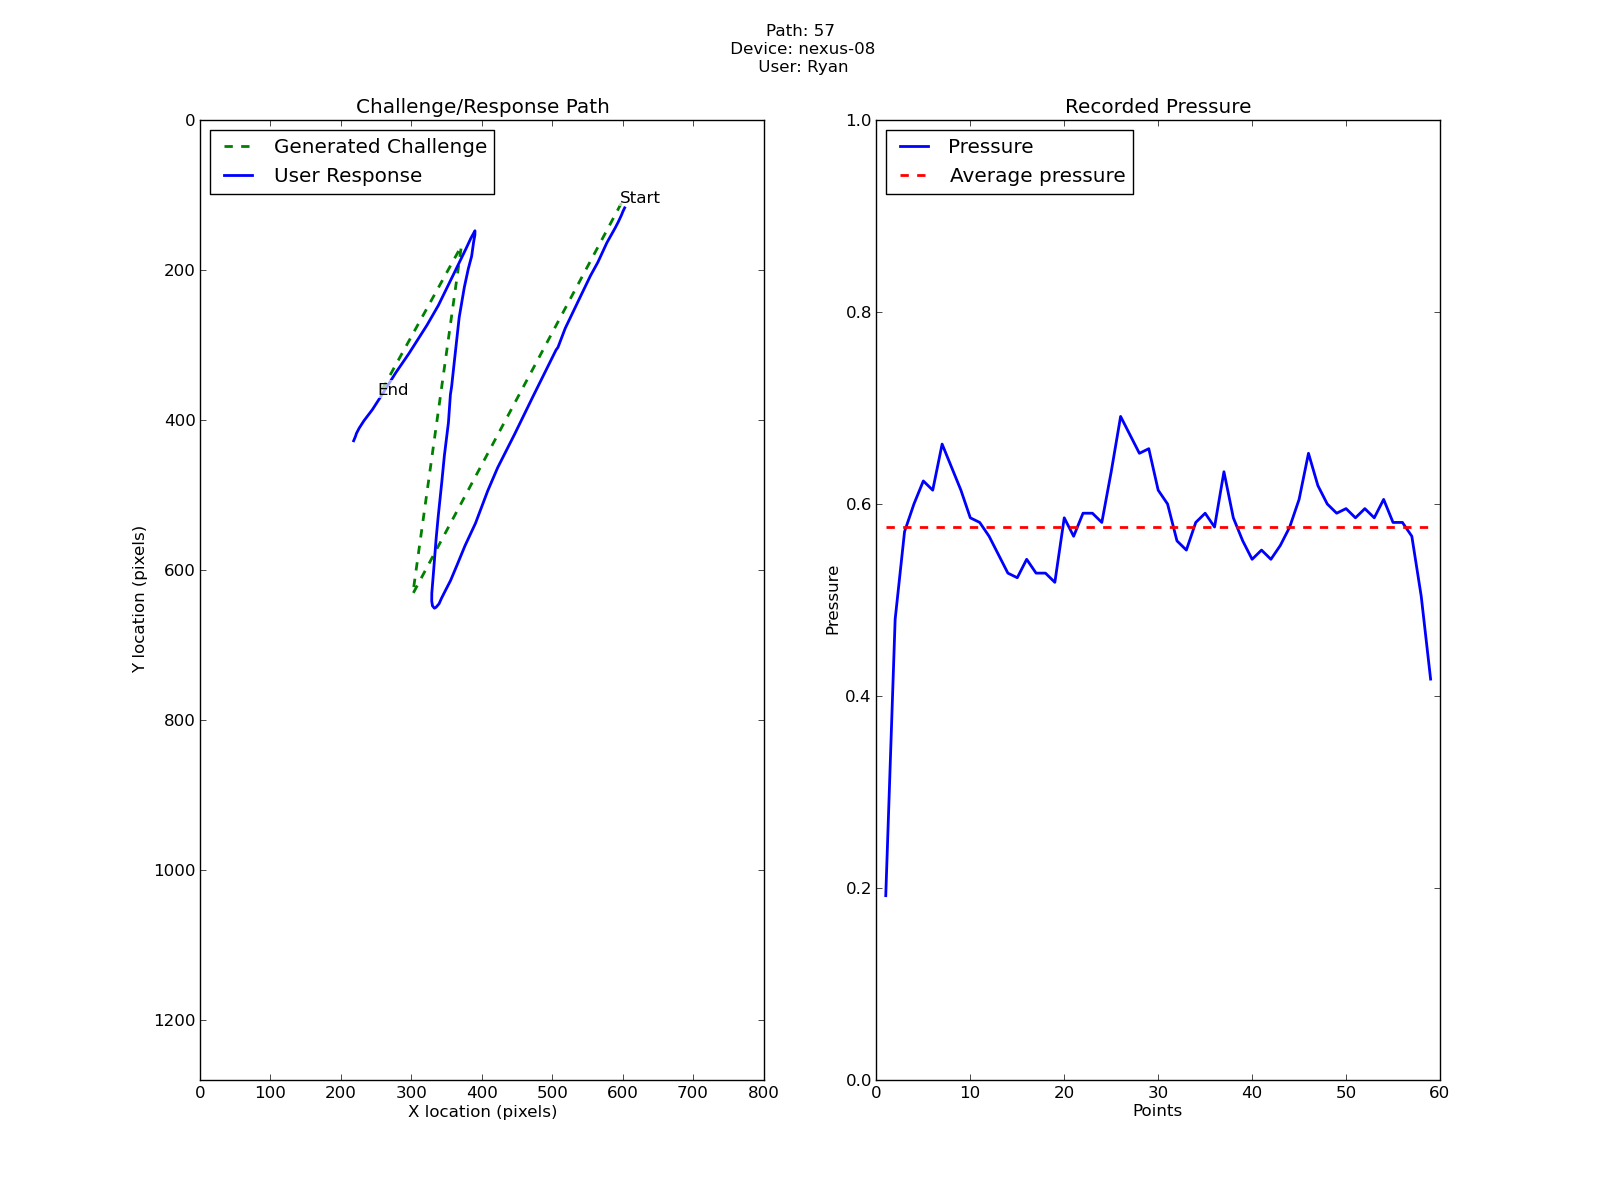 Path: 57
Device: nexus-08
User: Ryan
Challenge/Response Path
Generated Challenge
User Response
Start
End
0
200
400
600
800
1000
1200
Y location (pixels)
0 100 200 300 400 500 600 700 800
X location (pixels)
Recorded Pressure
Pressure
Average pressure
1.0
0.8
0.6
0.4
0.2
0.0
Pressure
0 10 20 30 40 50 60
Points